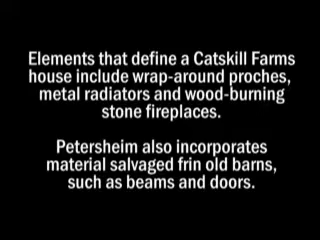 Elements that define a Catskill Farms
house include wrap-around proches,
metal radiators and wood-burning
stone fireplaces.
Petersheim also incorporates
material salvaged frin old barns,
such as beams and doors.